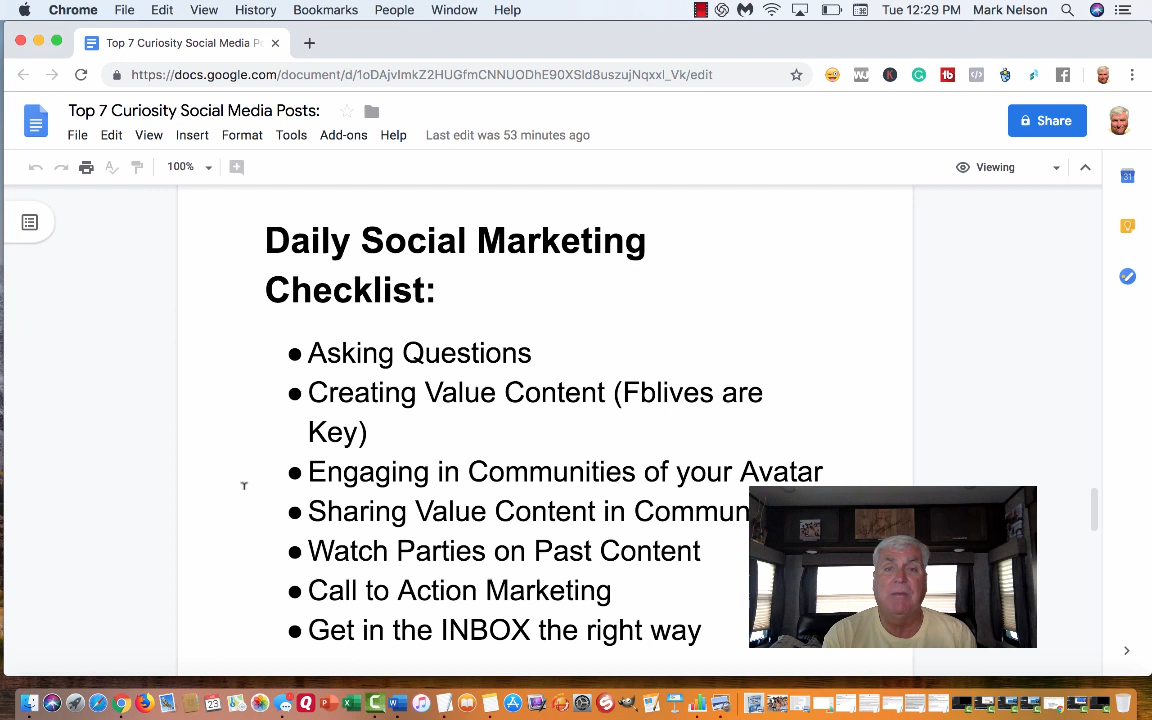 Chrome File Edit View History Bookmarks People Window Help Tue 12:29 PM Mark Nelson
Top 7 Curiosity Social Media Po
https://docs.google.com/document/d/1oDAjvImkZ2HUGfmCNNUODhE90XSld8uszujNqxxl_Vk/edit
Top 7 Curiosity Social Media Posts:
File Edit View Insert Format Tools Add-ons Help Last edit was 53 minutes ago
Share
100%
Viewing
Daily Social Marketing
Checklist:
● Asking Questions
● Creating Value Content (Fblives are
Key)
● Engaging in Communities of your Avatar
● Sharing Value Content in Commun
● Watch Parties on Past Content
● Call to Action Marketing
● Get in the INBOX the right way